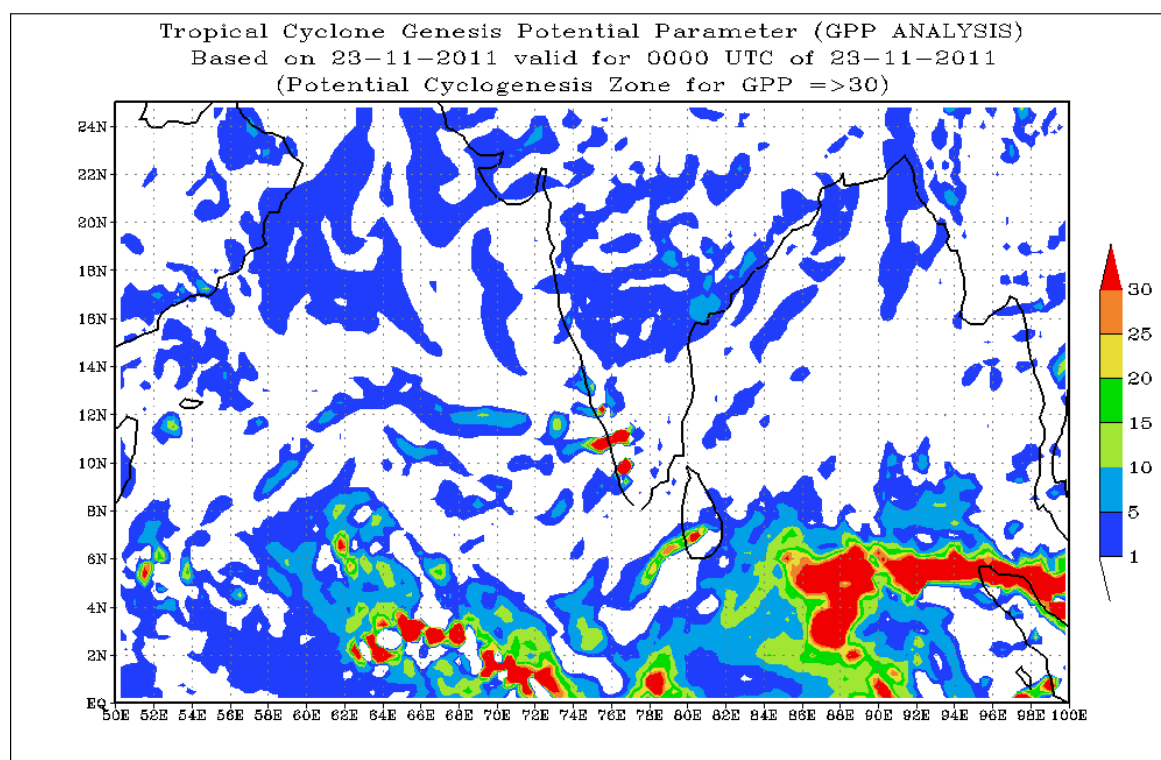 Tropical Cyclone Genesis Potential Parameter (GPP ANALYSIS)
Based on 23-11-2011 valid for 0000 UTC of 23-11-2011
(Potential Cyclogenesis Zone for GPP =>30)
24N
22N
20N
18N
16N
14N
12N
10N
8N
6N
4N
2N
EQ
50E 52E 54E 56E 58E 60E 62E 64E 66E 68E 70E 72E 74E 76E 78E 80E 82E 84E 86E 88E 90E 92E 94E 96E 98E 100E
30
25
20
15
10
5
1